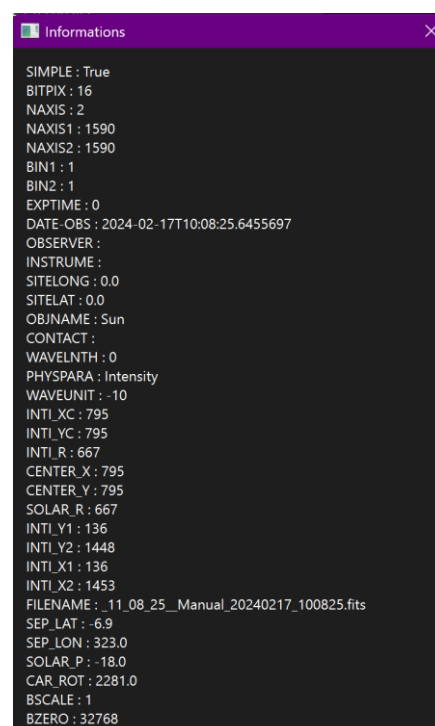 Informations
SIMPLE : True
BITPIX : 16
NAXIS : 2
NAXIS1 : 1590
NAXIS2 : 1590
BIN1 : 1
BIN2 : 1
EXPTIME : 0
DATE-OBS : 2024-02-17T10:08:25.6455697
OBSERVER :
INSTRUME :
SITELONG : 0.0
SITELAT : 0.0
OBJNAME : Sun
CONTACT :
WAVELNTH : 0
PHYSPARA : Intensity
WAVEUNIT : -10
INTI_XC : 795
INTI_YC : 795
INTI_R : 667
CENTER_X : 795
CENTER_Y : 795
SOLAR_R : 667
INTI_Y1 : 136
INTI_Y2 : 1448
INTI_X1 : 136
INTI_X2 : 1453
FILENAME : _11_08_25__Manual_20240217_100825.fits
SEP_LAT : -6.9
SEP_LON : 323.0
SOLAR_P : -18.0
CAR_ROT : 2281.0
BSCALE : 1
BZERO : 32768